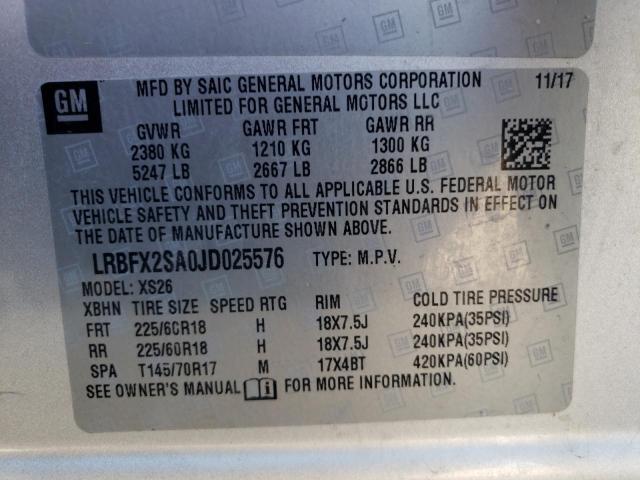 GM
MFD BY SAIC GENERAL MOTORS CORPORATION 11/17
LIMITED FOR GENERAL MOTORS LLC
GVWR GAWR FRT GAWR RR
2380 KG 1210 KG 1300 KG
5247 LB 2667 LB 2866 LB
THIS VEHICLE CONFORMS TO ALL APPLICABLE U.S. FEDERAL MOTOR
VEHICLE SAFETY AND THEFT PREVENTION STANDARDS IN EFFECT ON
THE DATE OF MANUFACTURE SHOWN ABOVE.
LRBFX2SA0JD025576 TYPE: M.P.V.
MODEL: XS26
XBHN TIRE SIZE SPEED RTG RIM COLD TIRE PRESSURE
FRT 225/60R18 H 18X7.5J 240KPA(35PSI)
RR 225/60R18 H 18X7.5J 240KPA(35PSI)
SPA T145/70R17 M 17X4BT 420KPA(60PSI)
SEE OWNER'S MANUAL FOR MORE INFORMATION.